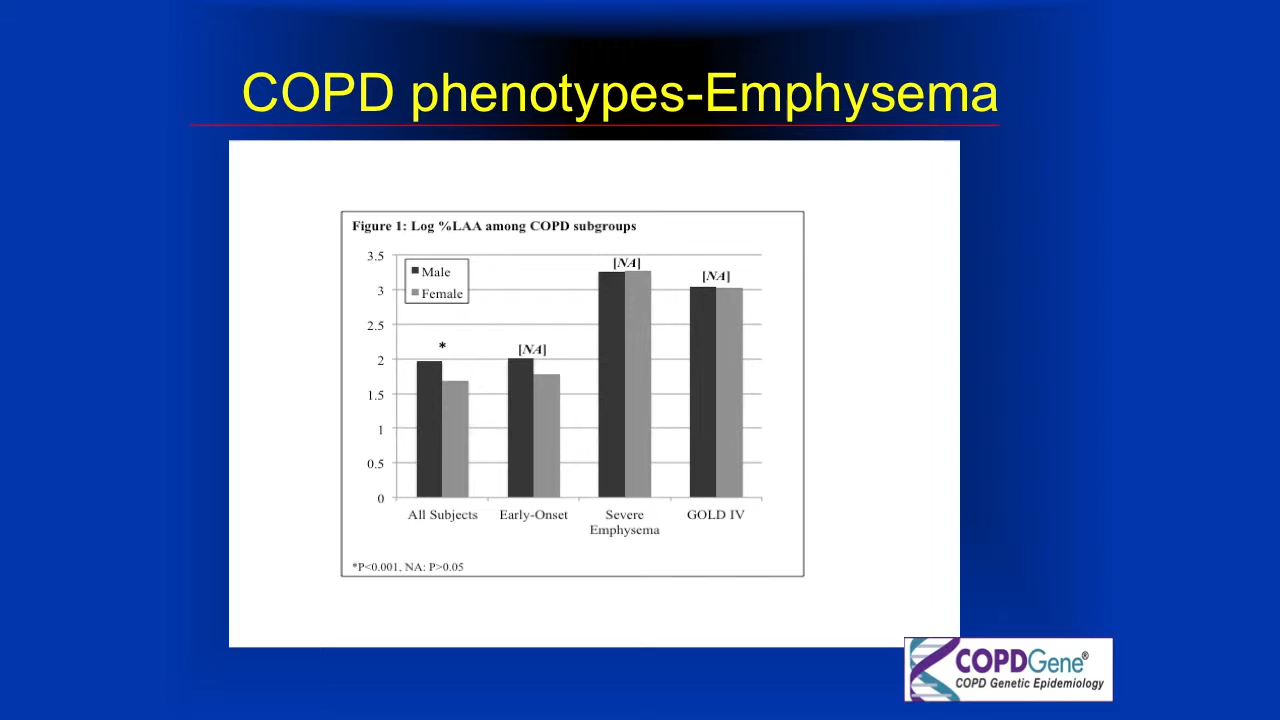 COPD phenotypes-Emphysema
Figure 1: Log %LAA among COPD subgroups
3.5
3
2.5
2
1.5
1
0.5
0
Male
Female
*
[NA]
[NA]
[NA]
All Subjects
Early-Onset
Severe
Emphysema
GOLD IV
*P<0.001, NA: P>0.05
COPDGene®
COPD Genetic Epidemiology